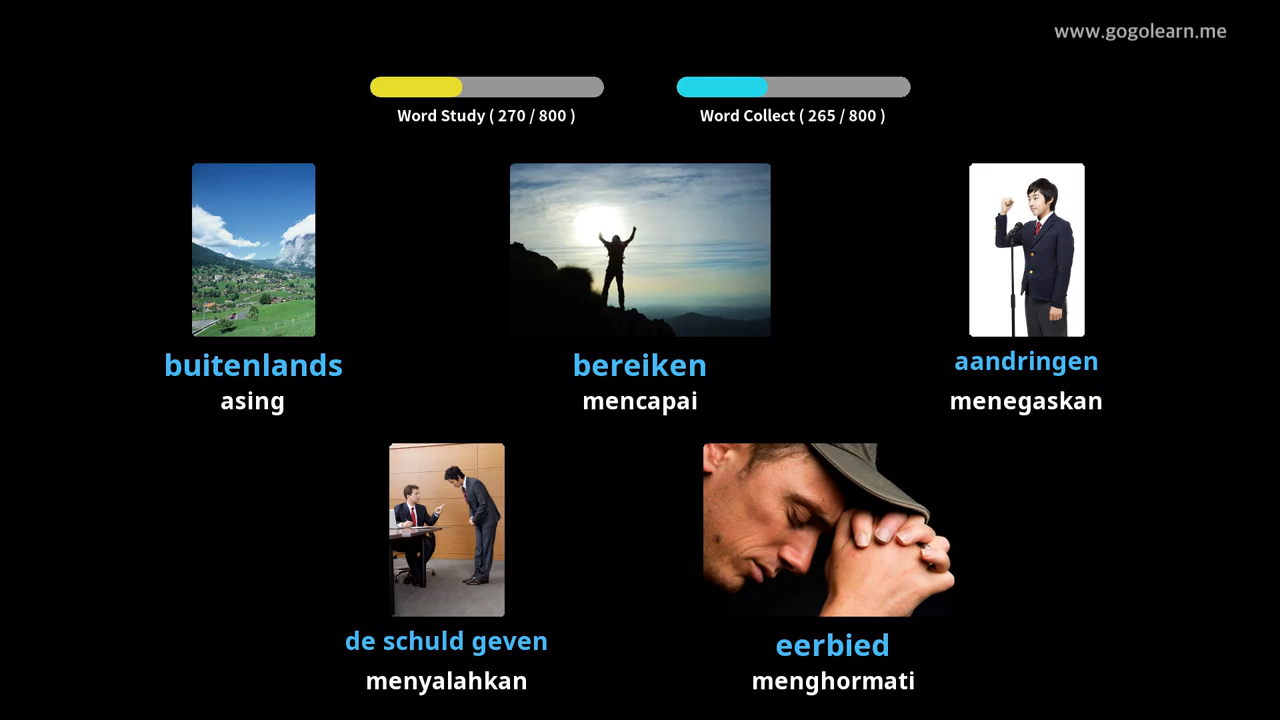 www.gogolearn.me
Word Study ( 270 / 800 )
Word Collect ( 265 / 800 )
buitenlands
asing
bereiken
mencapai
aandringen
menegaskan
de schuld geven
menyalahkan
eerbied
menghormati